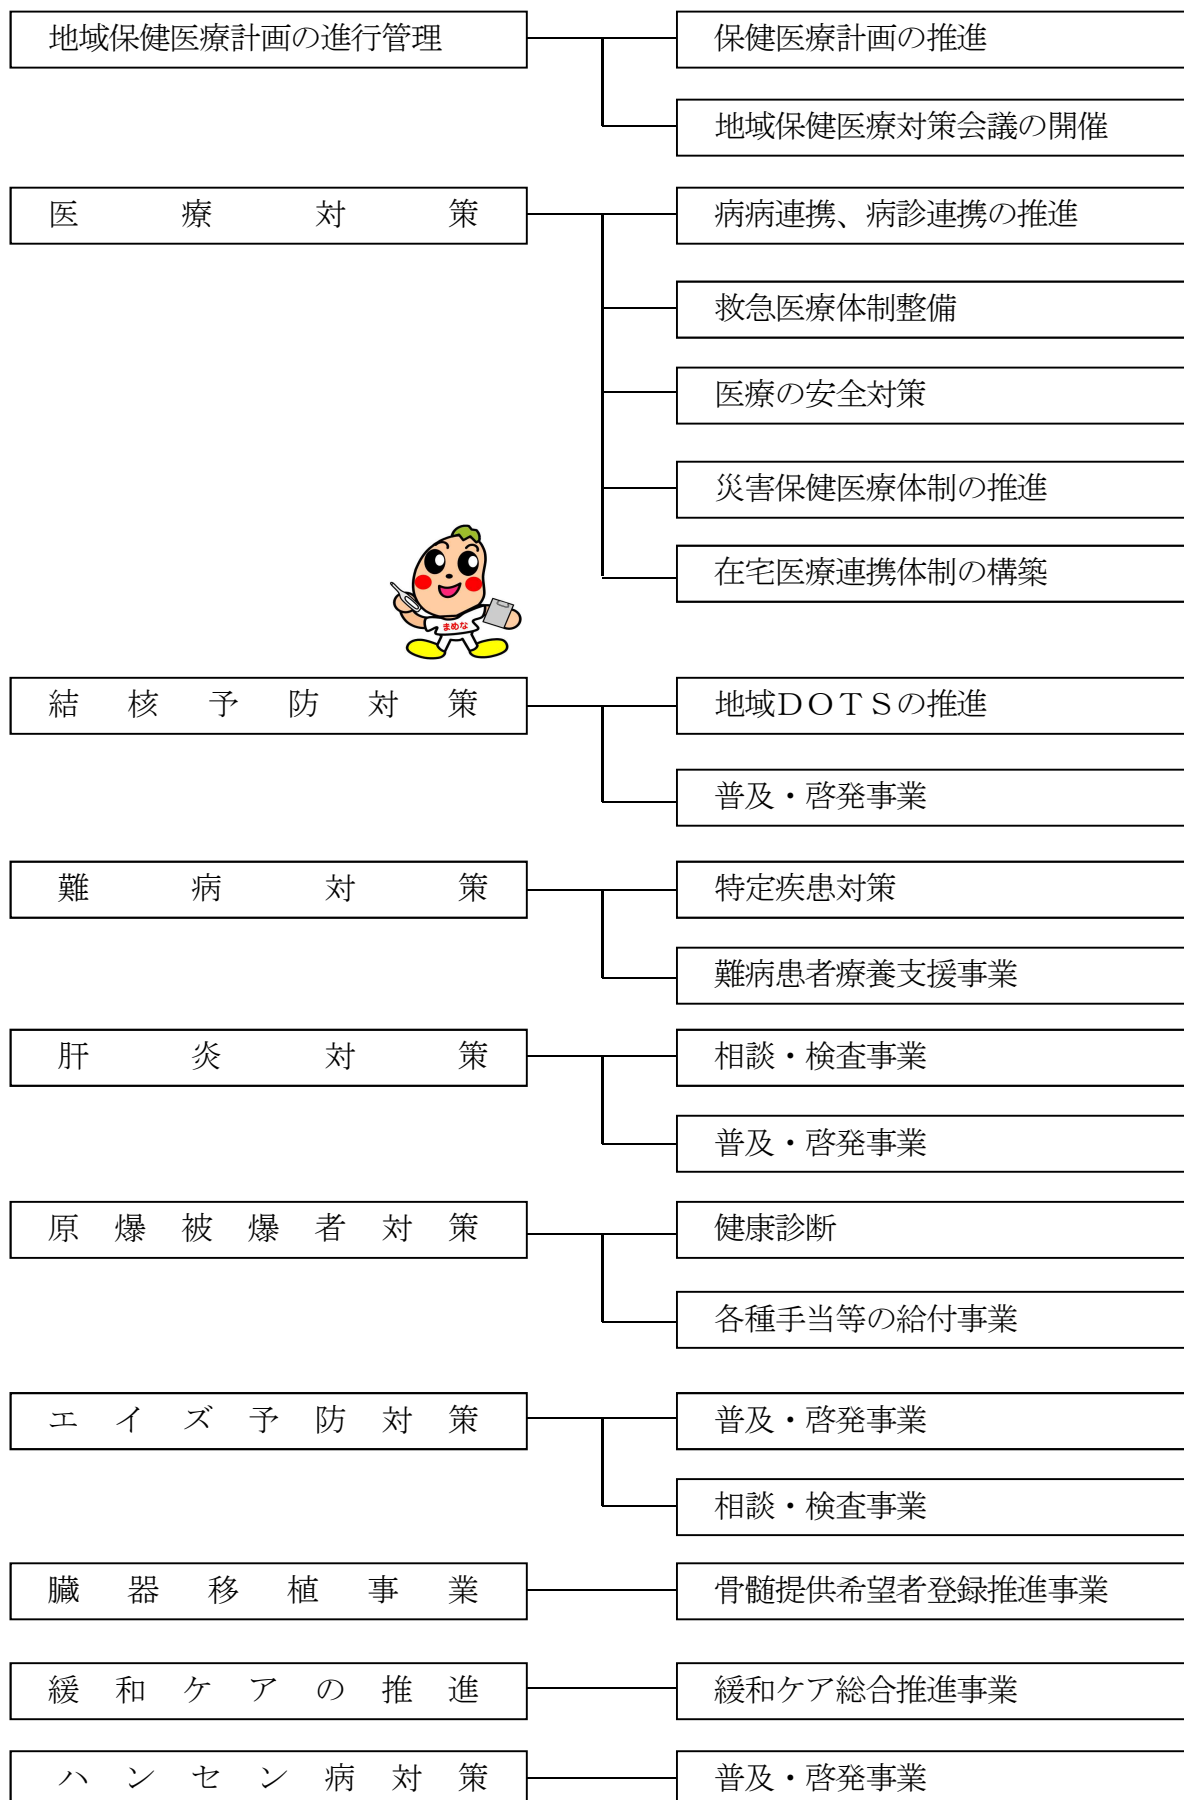 地域保健医療計画の進行管理
保健医療計画の推進
地域保健医療対策会議の開催
医療対策
病病連携、病診連携の推進
救急医療体制整備
医療の安全対策
災害保健医療体制の推進
在宅医療連携体制の構築
まめな
結核予防対策
地域DOTSの推進
普及・啓発事業
難病対策
特定疾患対策
難病患者療養支援事業
肝炎対策
相談・検査事業
普及・啓発事業
原爆被爆者対策
健康診断
各種手当等の給付事業
エイズ予防対策
普及・啓発事業
相談・検査事業
臓器移植事業
骨髄提供希望者登録推進事業
緩和ケアの推進
緩和ケア総合推進事業
ハンセン病対策
普及・啓発事業